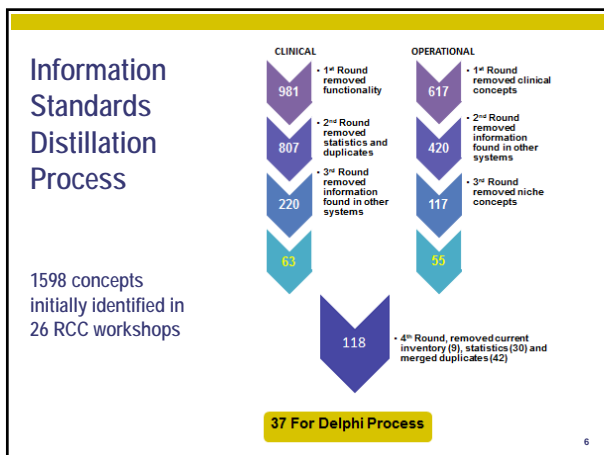 Information
Standards
Distillation
Process
1598 concepts
initially identified in
26 RCC workshops
CLINICAL
981
• 1st Round
removed
functionality
807
• 2nd Round
removed
statistics and
duplicates
220
• 3rd Round
removed
information
found in other
systems
63
OPERATIONAL
617
• 1st Round
removed clinical
concepts
420
• 2nd Round
removed
information
found in other
systems
117
• 3rd Round
removed niche
concepts
55
118
• 4th Round, removed current
inventory (9), statistics (30) and
merged duplicates (42)
37 For Delphi Process
6